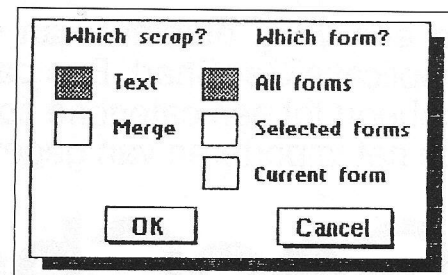 Which scrap? Which form?
Text All forms
Merge Selected forms
Current form
OK Cancel